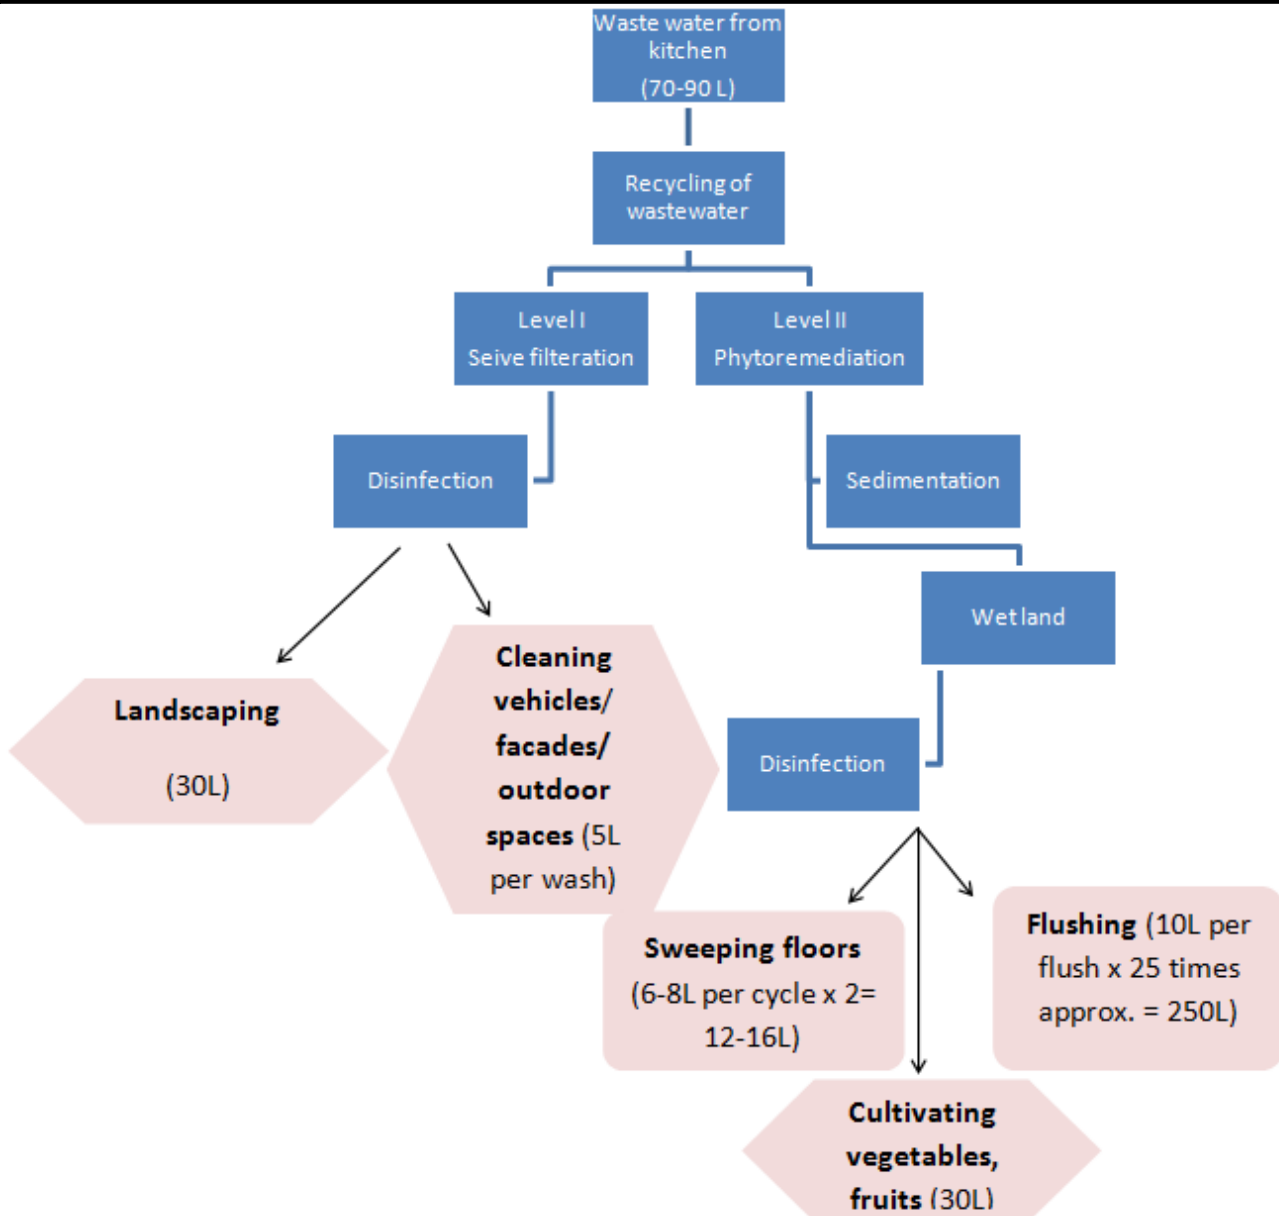 Waste water from
kitchen
(70-90 L)
Recycling of
wastewater
Level I
Seive filteration
Level II
Phytoremediation
Disinfection
Sedimentation
Wet land
Landscaping
(30L)
Cleaning
vehicles/
facades/
outdoor
spaces (5L
per wash)
Disinfection
Sweeping floors
(6-8L per cycle x 2=
12-16L)
Flushing (10L per
flush x 25 times
approx. = 250L)
Cultivating
vegetables,
fruits (30L)